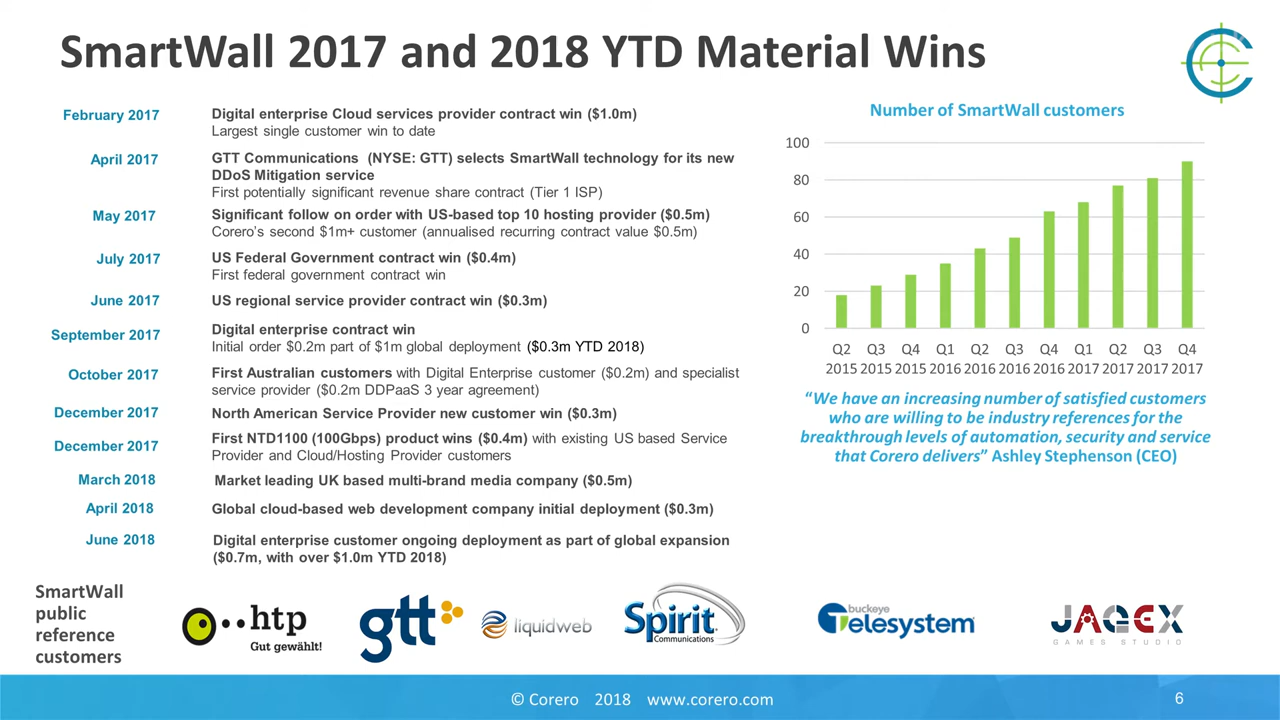 SmartWall 2017 and 2018 YTD Material Wins
February 2017
Digital enterprise Cloud services provider contract win ($1.0m)
Largest single customer win to date
April 2017
GTT Communications (NYSE: GTT) selects SmartWall technology for its new
DDoS Mitigation service
First potentially significant revenue share contract (Tier 1 ISP)
May 2017
Significant follow on order with US-based top 10 hosting provider ($0.5m)
Corero's second $1m+ customer (annualised recurring contract value $0.5m)
July 2017
US Federal Government contract win ($0.4m)
First federal government contract win
June 2017
US regional service provider contract win ($0.3m)
September 2017
Digital enterprise contract win
Initial order $0.2m part of $1m global deployment ($0.3m YTD 2018)
October 2017
First Australian customers with Digital Enterprise customer ($0.2m) and specialist
service provider ($0.2m DDPaaS 3 year agreement)
December 2017
North American Service Provider new customer win ($0.3m)
December 2017
First NTD1100 (100Gbps) product wins ($0.4m) with existing US based Service
Provider and Cloud/Hosting Provider customers
March 2018
Market leading UK based multi-brand media company ($0.5m)
April 2018
Global cloud-based web development company initial deployment ($0.3m)
June 2018
Digital enterprise customer ongoing deployment as part of global expansion
($0.7m, with over $1.0m YTD 2018)
Number of SmartWall customers
100
80
60
40
20
0
Q2 Q3 Q4 Q1 Q2 Q3 Q4 Q1 Q2 Q3 Q4
2015 2015 2015 2016 2016 2016 2016 2017 2017 2017 2017
“We have an increasing number of satisfied customers
who are willing to be industry references for the
breakthrough levels of automation, security and service
that Corero delivers” Ashley Stephenson (CEO)
SmartWall
public
reference
customers
htp
Gut gewählt!
gtt
liquidweb
Spirit
Communications
buckeye
Telesystem
JAGEX
GAMES STUDIO
© Corero 2018 www.corero.com
6